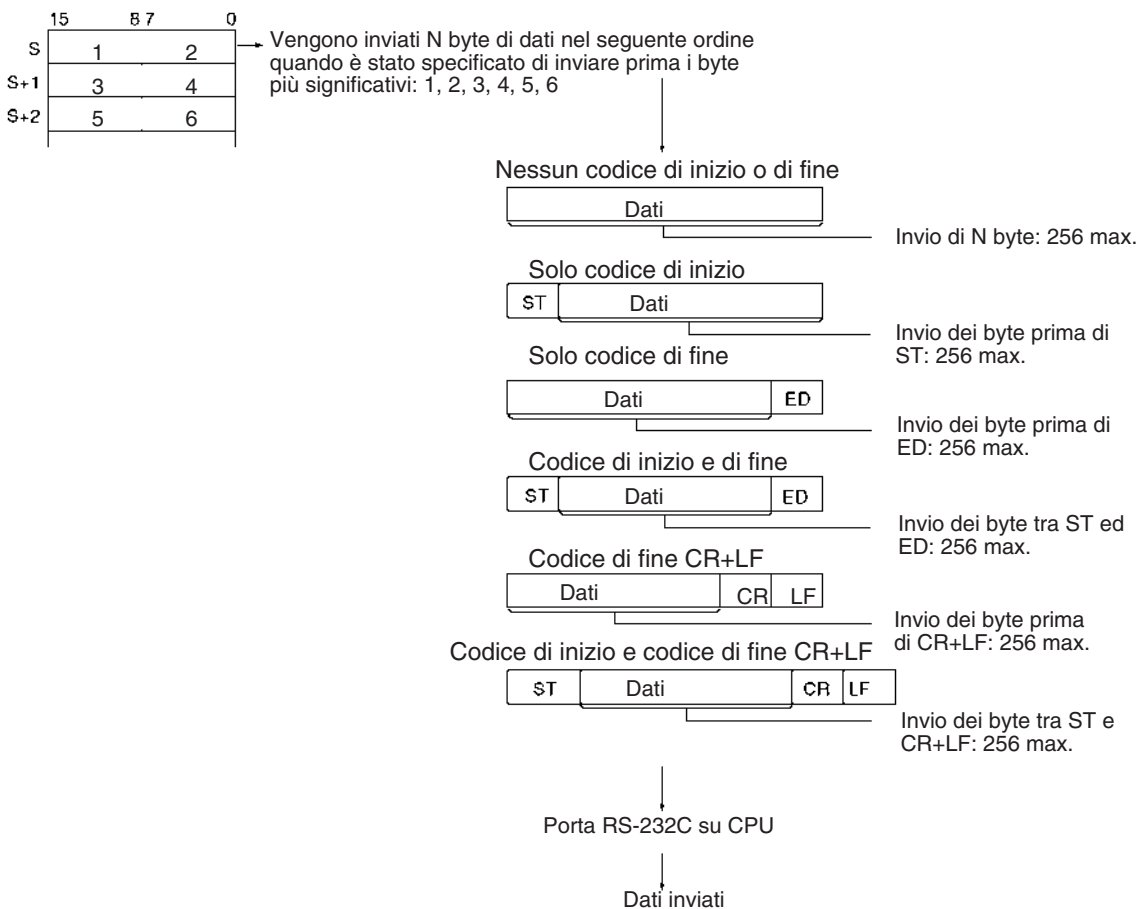 15 8 7 0
S 1 2
S+1 3 4
S+2 5 6
Vengono inviati N byte di dati nel seguente ordine
quando è stato specificato di inviare prima i byte
più significativi: 1, 2, 3, 4, 5, 6
Nessun codice di inizio o di fine
Dati
Invio di N byte: 256 max.
Solo codice di inizio
ST Dati
Invio dei byte prima di
ST: 256 max.
Solo codice di fine
Dati ED
Invio dei byte prima di
ED: 256 max.
Codice di inizio e di fine
ST Dati ED
Invio dei byte tra ST ed
ED: 256 max.
Codice di fine CR+LF
Dati CR LF
Invio dei byte prima
di CR+LF: 256 max.
Codice di inizio e codice di fine CR+LF
ST Dati CR LF
Invio dei byte tra ST e
CR+LF: 256 max.
Porta RS-232C su CPU
Dati inviati